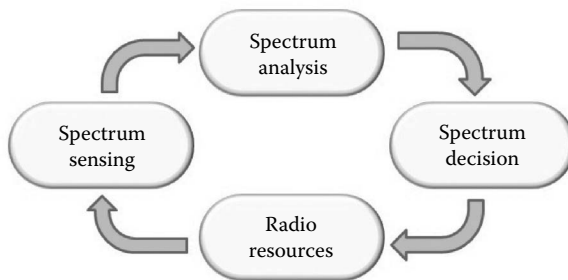 Spectrum
analysis
Spectrum
sensing
Spectrum
decision
Radio
resources